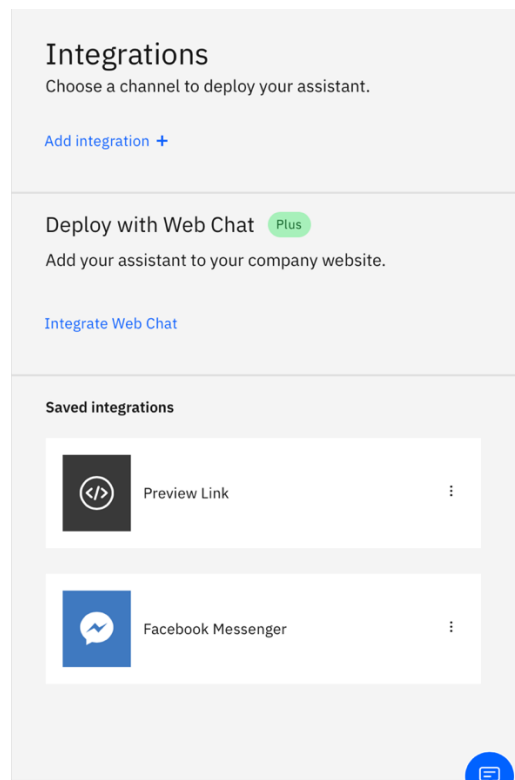 Integrations
Choose a channel to deploy your assistant.
Add integration +
Deploy with Web Chat Plus
Add your assistant to your company website.
Integrate Web Chat
Saved integrations
Preview Link
Facebook Messenger